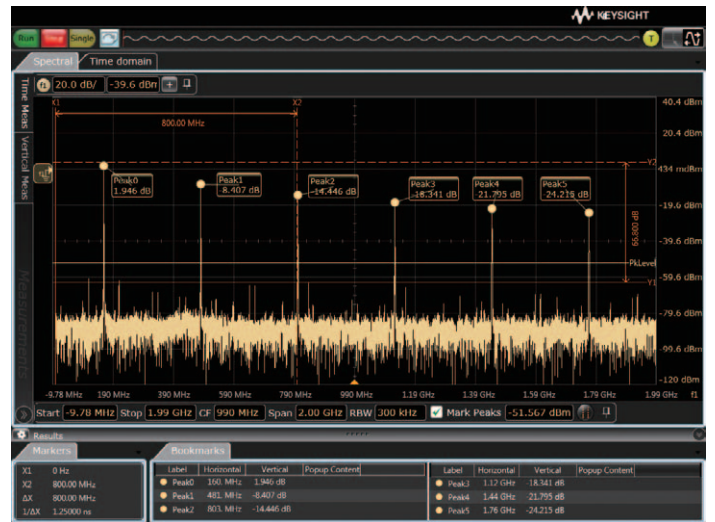 KEYSIGHT
Run Single T
Spectral Time domain
f1 20.0 dB/ -39.6 dBm
Time Meas
Vertical Meas
Measurements
X1 X2
800.00 MHz
40.4 dBm
20.4 dBm
Y2
434 mdBm
-19.6 dBm
-39.6 dBm
PkLevel
-59.6 dBm
Y1
-79.6 dBm
-99.6 dBm
-120 dBm
66.800 dB
Peak0
1.946 dB
Peak1
-8.407 dB
Peak2
-14.446 dB
Peak3
-18.341 dB
Peak4
-21.795 dB
Peak5
-24.215 dB
-9.78 MHz 190 MHz 390 MHz 590 MHz 790 MHz 990 MHz 1.19 GHz 1.39 GHz 1.59 GHz 1.79 GHz 1.99 GHz f1
Start -9.78 MHz Stop 1.99 GHz CF 990 MHz Span 2.00 GHz RBW 300 kHz Mark Peaks -51.567 dBm
Results
Markers
X1 0 Hz
X2 800.00 MHz
ΔX 800.00 MHz
1/ΔX 1.25000 ns
Bookmarks
Label Horizontal Vertical Popup Content
Peak0 160. MHz 1.946 dB
Peak1 481. MHz -8.407 dB
Peak2 803. MHz -14.446 dB
Label Horizontal Vertical Popup Content
Peak3 1.12 GHz -18.341 dB
Peak4 1.44 GHz -21.795 dB
Peak5 1.76 GHz -24.215 dB